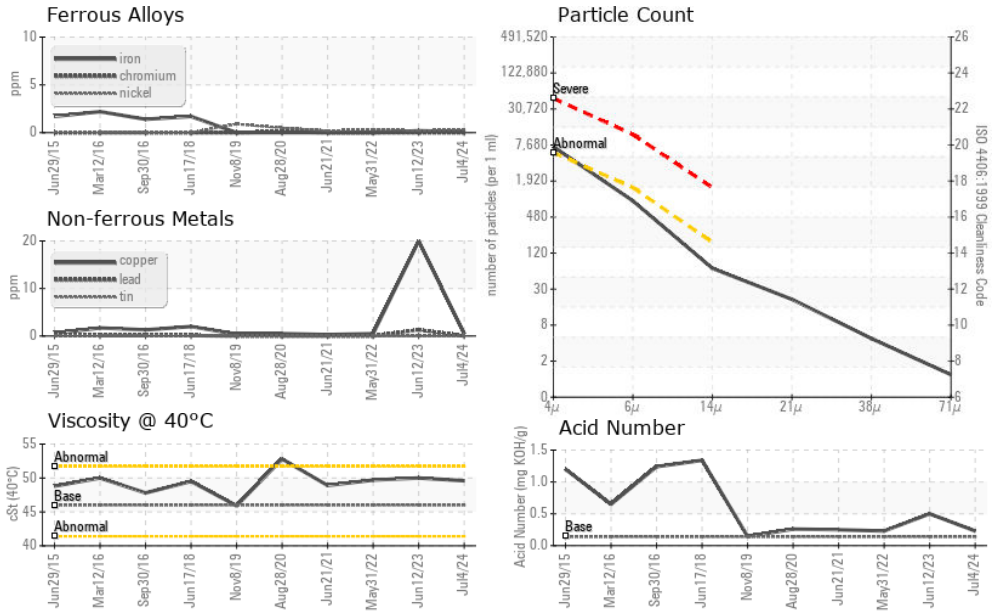 Ferrous Alloys
10
5
0
ppm
iron
chromium
nickel
Jun29/15
Mar12/16
Sep30/16
Jun17/18
Nov8/19
Aug28/20
Jun21/21
May31/22
Jun12/23
Jul4/24
Non-ferrous Metals
20
10
0
ppm
copper
lead
tin
Jun29/15
Mar12/16
Sep30/16
Jun17/18
Nov8/19
Aug28/20
Jun21/21
May31/22
Jun12/23
Jul4/24
Viscosity @ 40°C
55
50
45
40
cSt (40°C)
Abnormal
Base
Abnormal
Jun29/15
Mar12/16
Sep30/16
Jun17/18
Nov8/19
Aug28/20
Jun21/21
May31/22
Jun12/23
Jul4/24
Particle Count
491,520
122,880
30,720
7,680
1,920
480
120
30
8
2
0
number of particles (per 1 ml)
Severe
Abnormal
26
24
22
20
18
16
14
12
10
8
6
ISO 4406:1999 Cleanliness Code
4µ
6µ
14µ
21µ
38µ
71µ
Acid Number
1.5
1.0
0.5
0.0
Acid Number (mg KOH/g)
Base
Jun29/15
Mar12/16
Sep30/16
Jun17/18
Nov8/19
Aug28/20
Jun21/21
May31/22
Jun12/23
Jul4/24